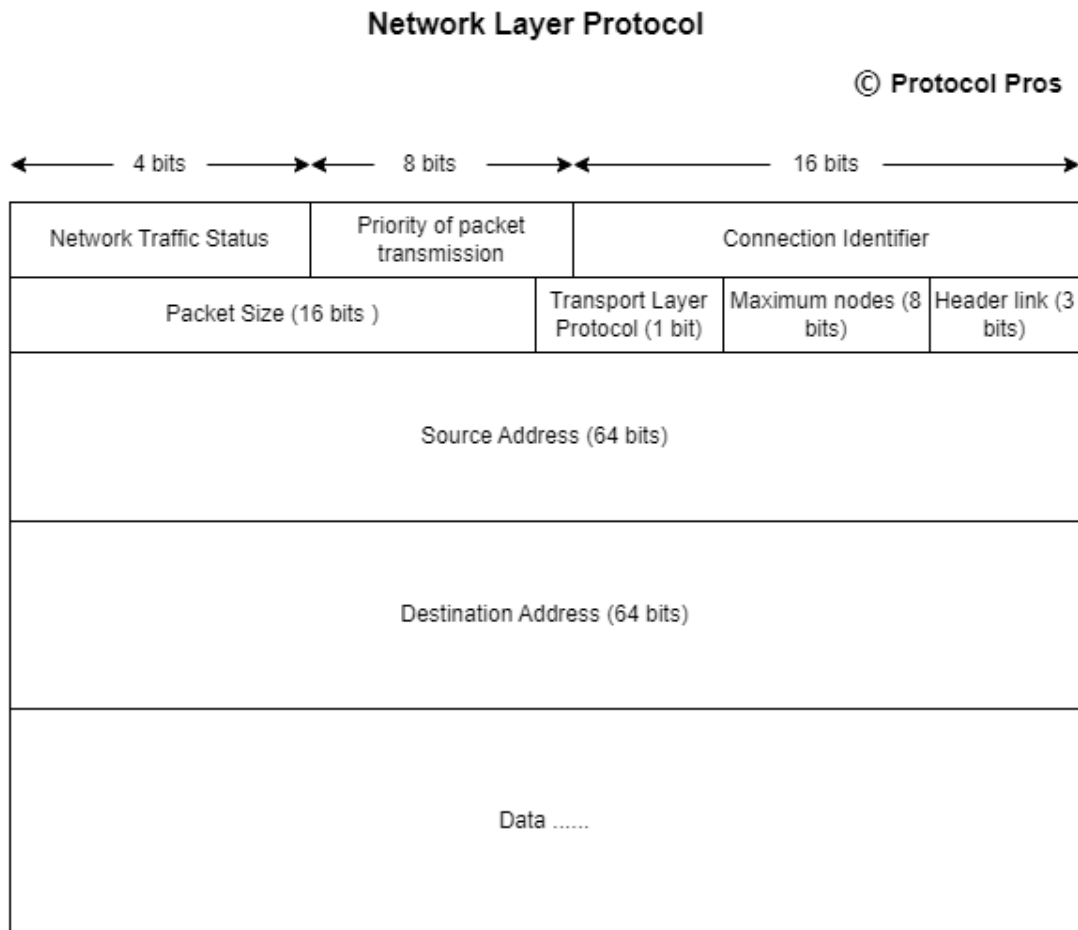 Network Layer Protocol
© Protocol Pros
4 bits
8 bits
16 bits
Network Traffic Status
Priority of packet
transmission
Connection Identifier
Packet Size (16 bits )
Transport Layer
Protocol (1 bit)
Maximum nodes (8
bits)
Header link (3
bits)
Source Address (64 bits)
Destination Address (64 bits)
Data ......